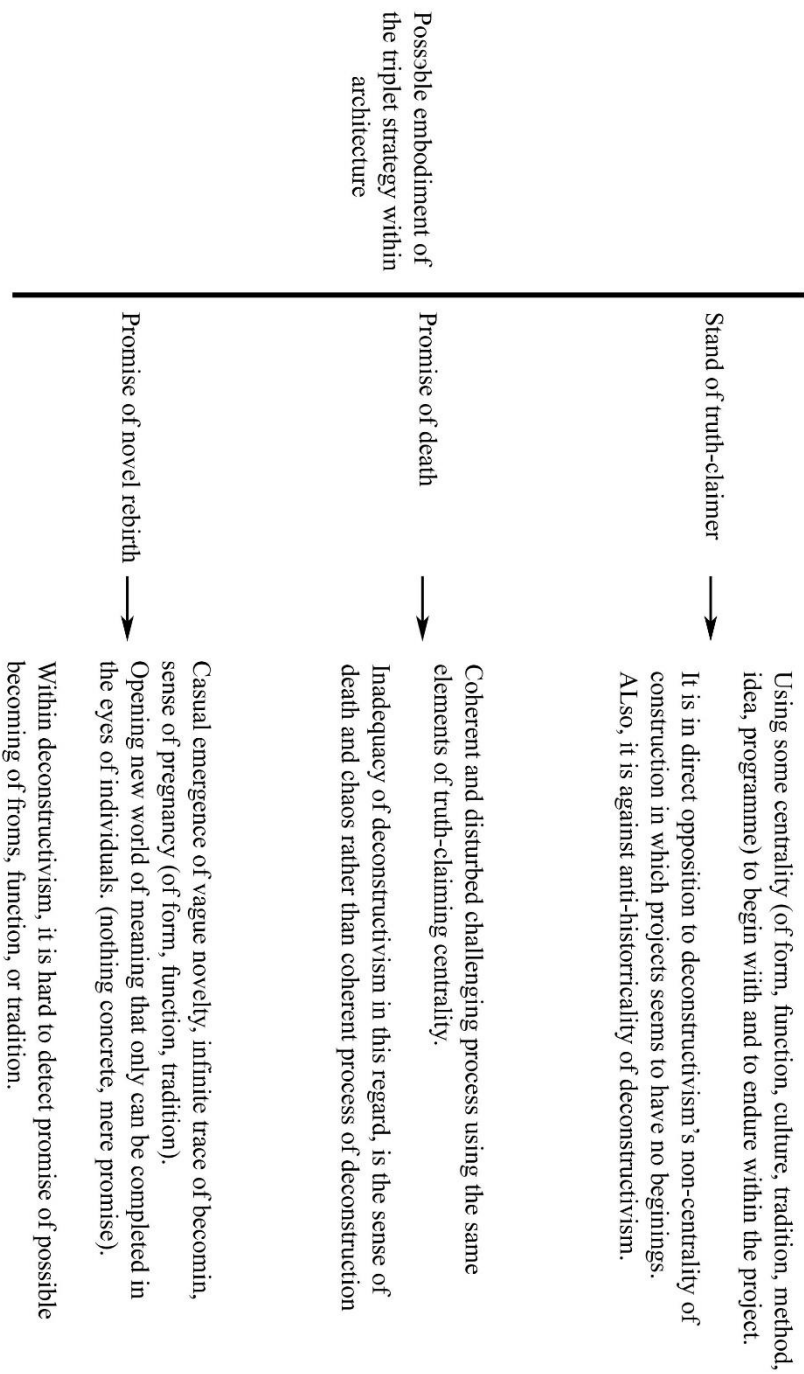 Possəble embodiment of
the triplet strategy within
architecture
Stand of truth-claimer
Using some centrality (of form, function, culture, tradition, method,
idea, programme) to begin wiith and to endure within the project.
It is in direct opposition to deconstructivism's non-centrality of
construction in which projects seems to have no beginings.
ALso, it is against anti-historricality of deconstructivism.
Promise of death
Coherent and disturbed challenging process using the same
elements of truth-claiming centrality.
Inadequacy of deconstructivism in this regard, is the sense of
death and chaos rather than coherent process of deconstruction
Promise of novel rebirth
Casual emergence of vague novelty, infinite trace of becomin,
sense of pregnancy (of form, function, tradition).
Opening new world of meaning that only can be completed in
the eyes of individuals. (nothing concrete, mere promise).
Within deconstructivism, it is hard to detect promise of possible
becoming of froms, function, or tradition.